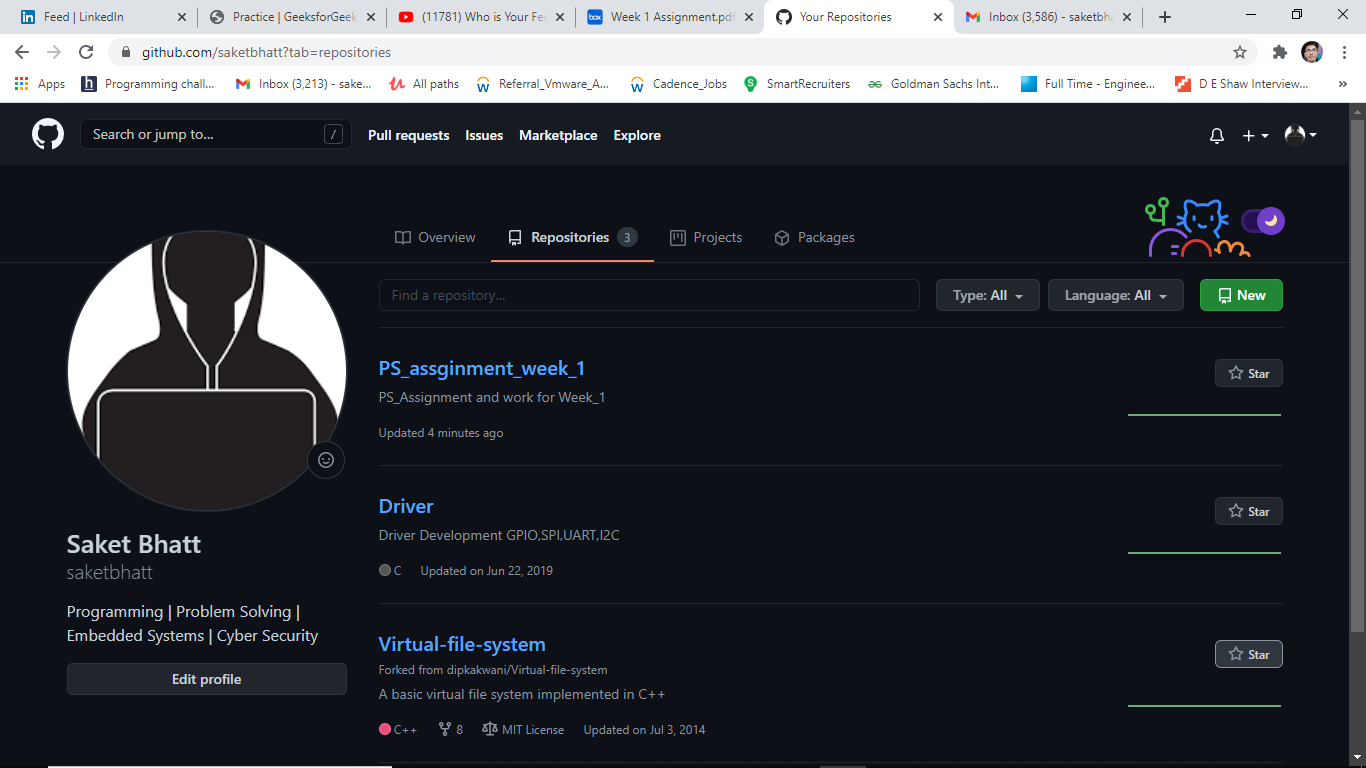 Feed | LinkedIn
Practice | GeeksforGeek
(11781) Who is Your Fe
Week 1 Assignment.pdf
Your Repositories
Inbox (3,586) - saketbha
github.com/saketbhatt?tab=repositories
Apps
Programming chall...
Inbox (3,213) - sake...
All paths
Referral_Vmware_A...
Cadence_Jobs
SmartRecruiters
Goldman Sachs Int...
Full Time - Enginee...
D E Shaw Interview...
Search or jump to...
/
Pull requests
Issues
Marketplace
Explore
Overview
Repositories 3
Projects
Packages
Find a repository...
Type: All
Language: All
New
PS_assginment_week_1
Star
PS_Assignment and work for Week_1
Updated 4 minutes ago
Driver
Star
Driver Development GPIO,SPI,UART,I2C
C Updated on Jun 22, 2019
Saket Bhatt
saketbhatt
Programming | Problem Solving |
Embedded Systems | Cyber Security
Edit profile
Virtual-file-system
Star
Forked from dipkakwani/Virtual-file-system
A basic virtual file system implemented in C++
C++ 8 MIT License Updated on Jul 3, 2014